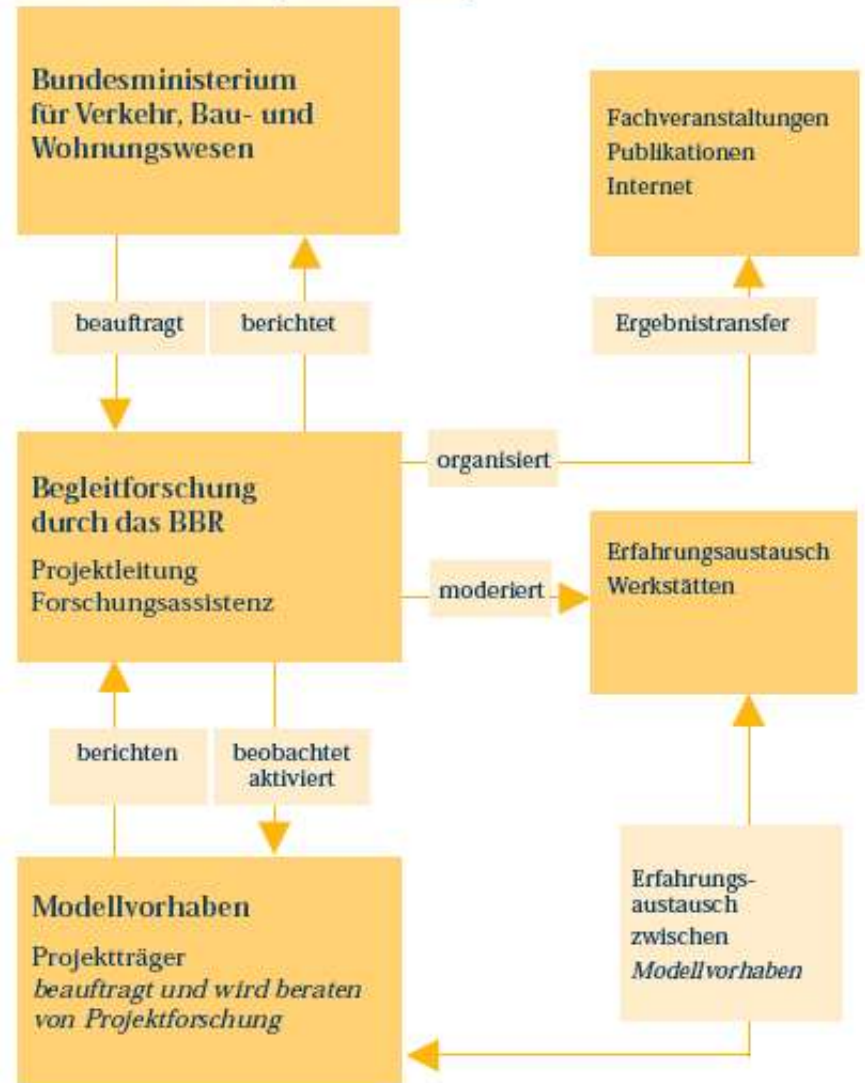 Bundesministerium
für Verkehr, Bau- und
Wohnungswesen
Fachveranstaltungen
Publikationen
Internet
beauftragt
berichtet
Ergebnistransfer
organisiert
Begleitforschung
durch das BBR
Projektleitung
Forschungsassistenz
moderiert
Erfahrungsaustausch
Werkstätten
berichten
beobachtet
aktiviert
Modellvorhaben
Projektträger
beauftragt und wird beraten
von Projektforschung
Erfahrungs-
austausch
zwischen
Modellvorhaben